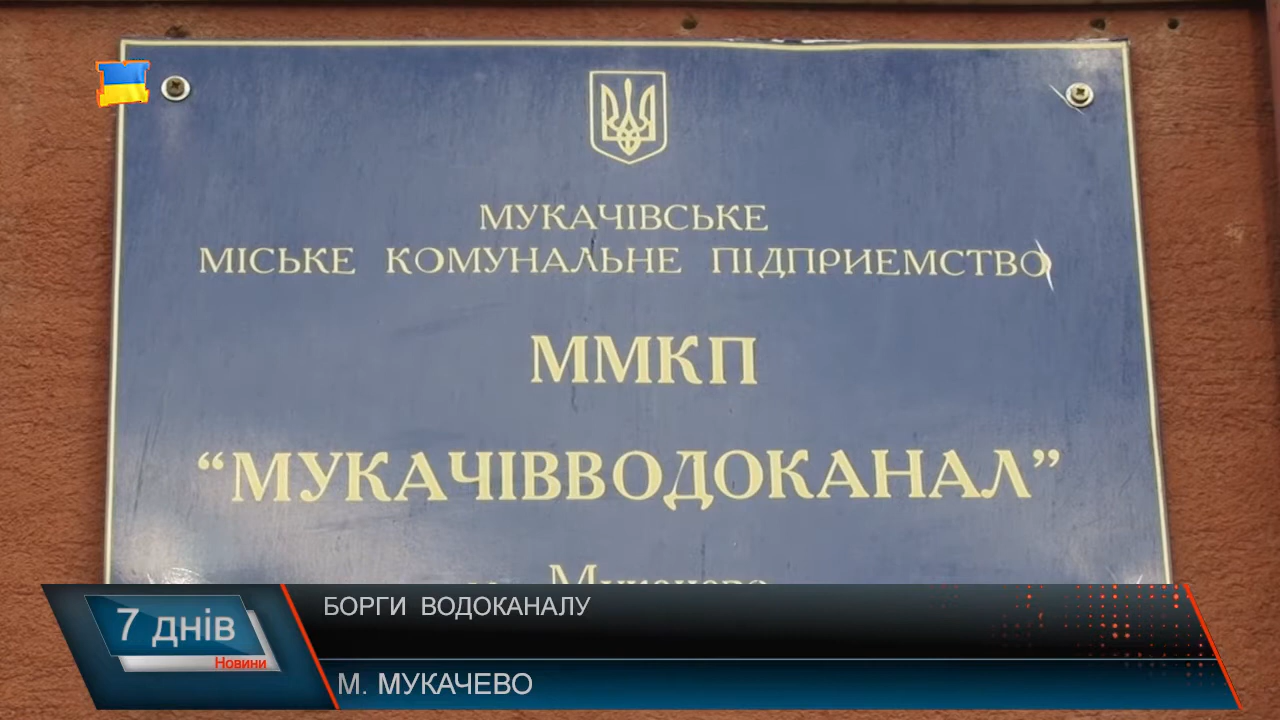 МУКАЧІВСЬКЕ
МІСЬКЕ КОМУНАЛЬНЕ ПІДПРИЕМСТВО
ММКП
“МУКАЧІВВОДОКАНАЛ”
7 днів
Новини
БОРГИ ВОДОКАНАЛУ
М. МУКАЧЕВО